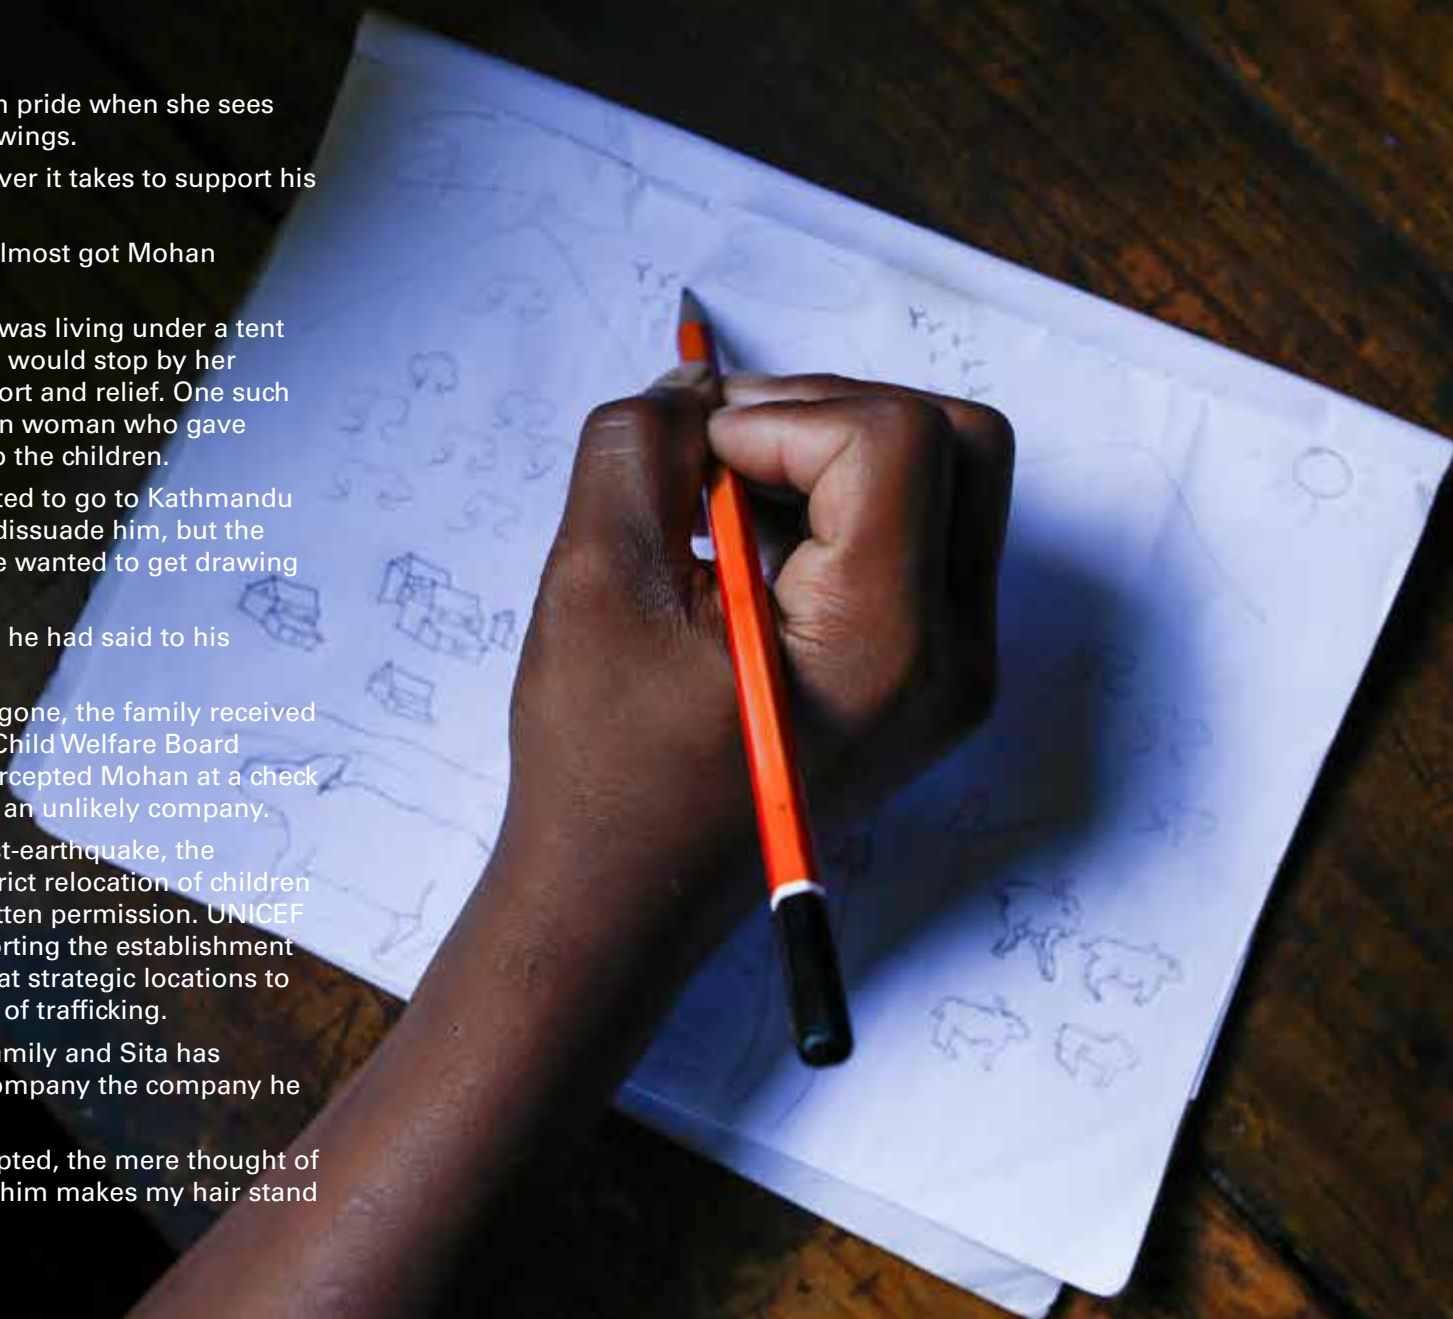 n pride when she sees
wings.
ver it takes to support his
lmost got Mohan
was living under a tent
would stop by her
ort and relief. One such
n woman who gave
o the children.
ted to go to Kathmandu
dissuade him, but the
e wanted to get drawing
he had said to his
gone, the family received
Child Welfare Board
rcepted Mohan at a check
an unlikely company.
st-earthquake, the
rict relocation of children
tten permission. UNICEF
rting the establishment
at strategic locations to
of trafficking.
amily and Sita has
ompany the company he
pted, the mere thought of
him makes my hair stand